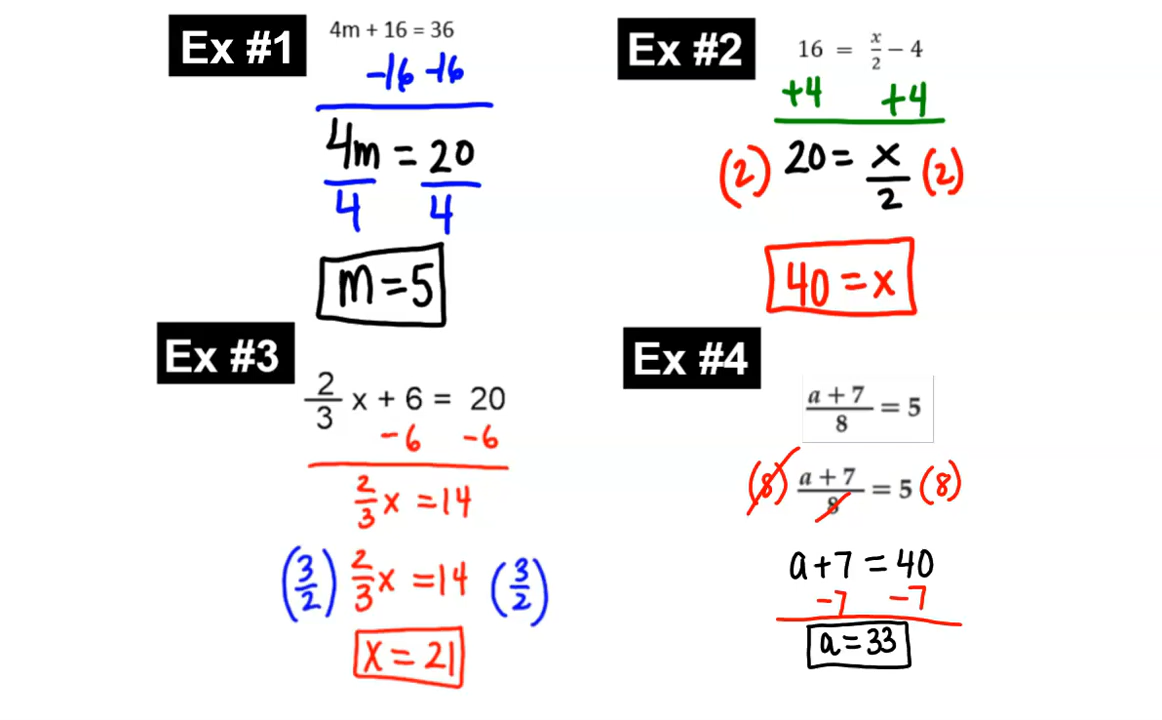 Ex #1
4m + 16 = 36
-16 -16
4m = 20
4 4
m = 5
Ex #2
16 = x/2 − 4
+4 +4
(2) 20 = x/2 (2)
40 = x
Ex #3
2/3 x + 6 = 20
-6 -6
2/3 x = 14
(3/2) 2/3 x = 14 (3/2)
x = 21
Ex #4
a + 7/8 = 5
(8) a + 7/8 = 5 (8)
a + 7 = 40
-7 -7
a = 33